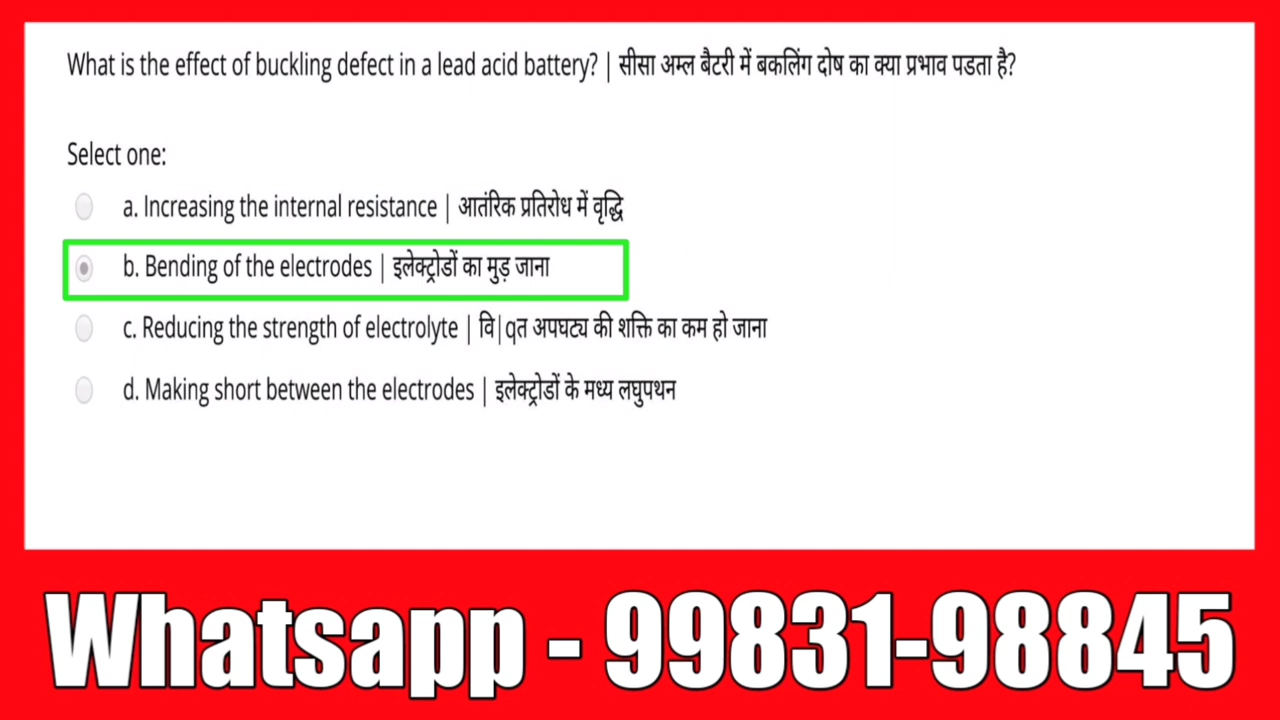 What is the effect of buckling defect in a lead acid battery? | सीसा अम्ल बैटरी में बकलिंग दोष का क्या प्रभाव पडता है?
Select one:
a. Increasing the internal resistance | आतंरिक प्रतिरोध में वृद्धि
b. Bending of the electrodes | इलेक्ट्रोडों का मुड़ जाना
c. Reducing the strength of electrolyte | वि|qत अपघट्य की शक्ति का कम हो जाना
d. Making short between the electrodes | इलेक्ट्रोडों के मध्य लघुपथन
Whatsapp - 99831-98845